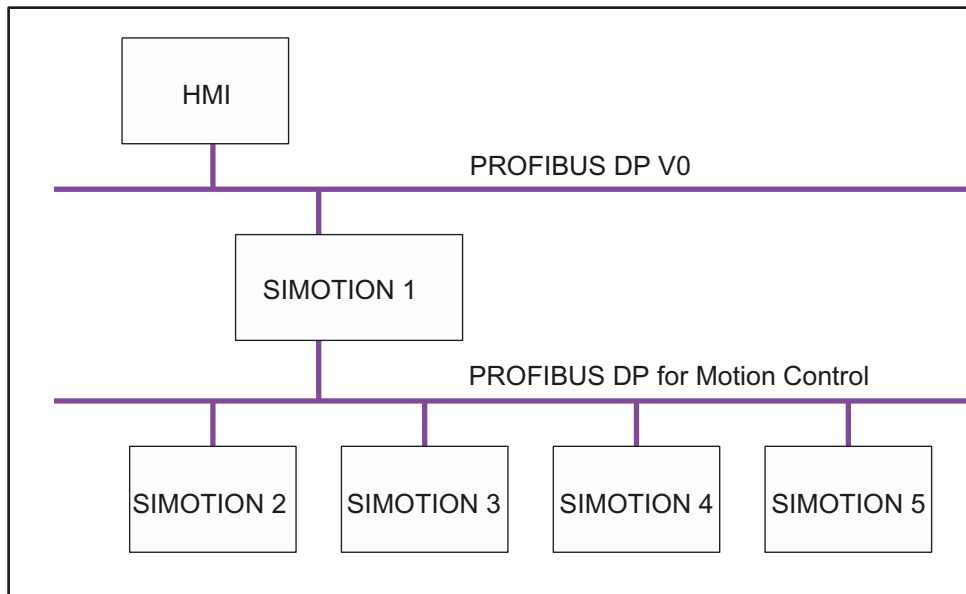 HMI
PROFIBUS DP V0
SIMOTION 1
PROFIBUS DP for Motion Control
SIMOTION 2
SIMOTION 3
SIMOTION 4
SIMOTION 5